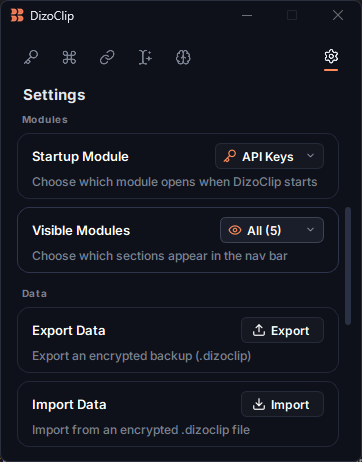 DizoClip
Settings
Modules
Startup Module
API Keys
Choose which module opens when DizoClip starts
Visible Modules
All (5)
Choose which sections appear in the nav bar
Data
Export Data
Export
Export an encrypted backup (.dizoclip)
Import Data
Import
Import from an encrypted .dizoclip file